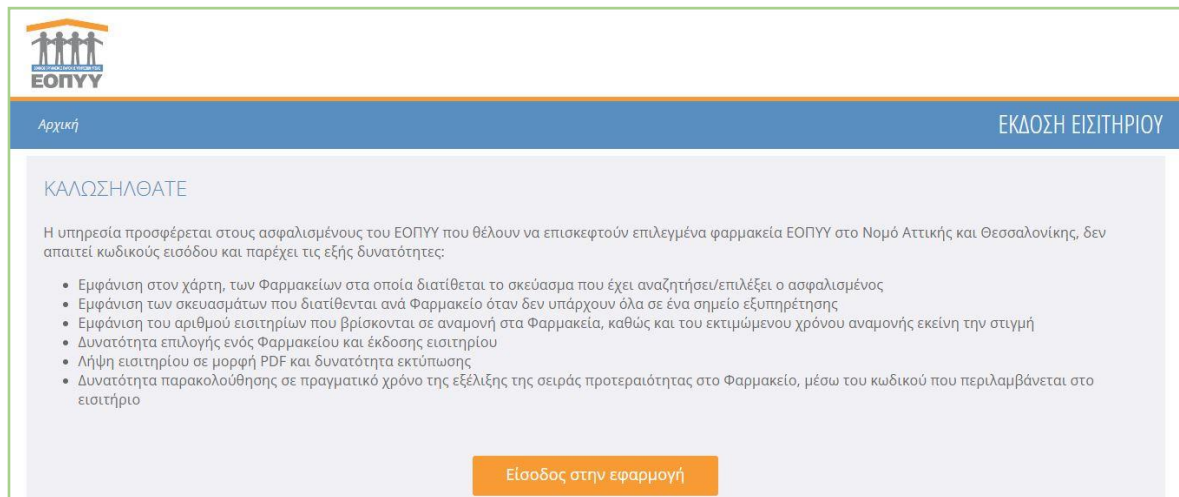 ΕΟΠΥΥ
Αρχική
ΕΚΔΟΣΗ ΕΙΣΙΤΗΡΙΟΥ
ΚΑΛΩΣΗΛΘΑΤΕ
Η υπηρεσία προσφέρεται στους ασφαλισμένους του ΕΟΠΥΥ που θέλουν να επισκεφτούν επιλεγμένα φαρμακεία ΕΟΠΥΥ στο Νομό Αττικής και Θεσσαλονίκης, δεν
απαιτεί κωδικούς εισόδου και παρέχει τις εξής δυνατότητες:
• Εμφάνιση στον χάρτη, των Φαρμακείων στα οποία διατίθεται το σκεύασμα που έχει αναζητήσει/επιλέξει ο ασφαλισμένος
• Εμφάνιση των σκευασμάτων που διατίθενται ανά Φαρμακείο όταν δεν υπάρχουν όλα σε ένα σημείο εξυπηρέτησης
• Εμφάνιση του αριθμού εισιτηρίων που βρίσκονται σε αναμονή στα Φαρμακεία, καθώς και του εκτιμώμενου χρόνου αναμονής εκείνη την στιγμή
• Δυνατότητα επιλογής ενός Φαρμακείου και έκδοσης εισιτηρίου
• Λήψη εισιτηρίου σε μορφή PDF και δυνατότητα εκτύπωσης
• Δυνατότητα παρακολούθησης σε πραγματικό χρόνο της εξέλιξης της σειράς προτεραιότητας στο Φαρμακείο, μέσω του κωδικού που περιλαμβάνεται στο
εισιτήριο
Είσοδος στην εφαρμογή